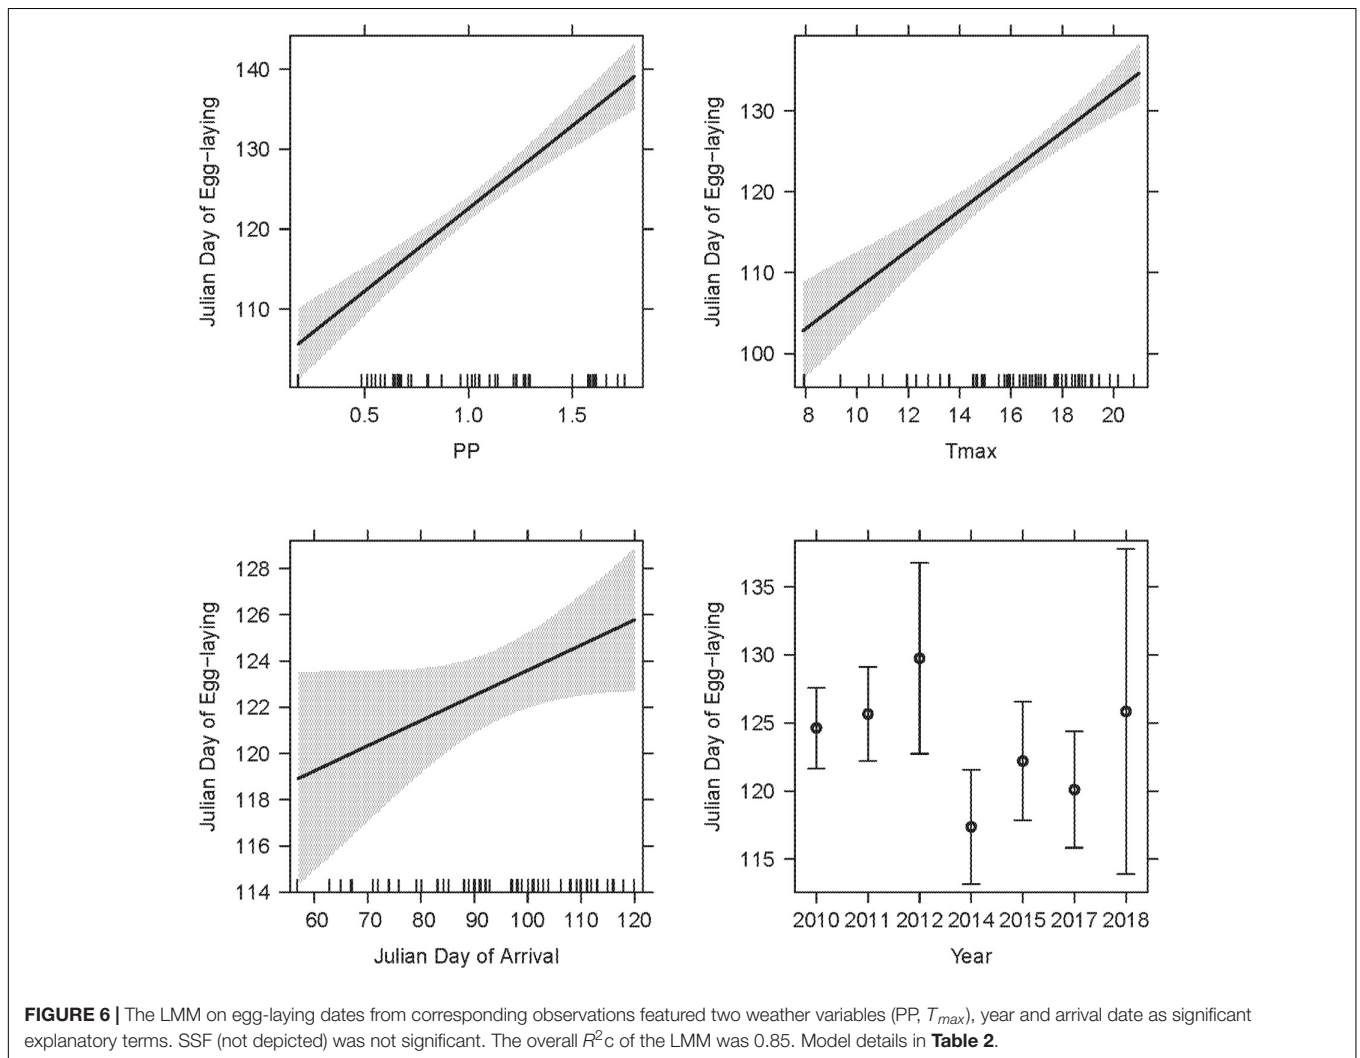 140
130
120
110
Julian Day of Egg-laying
0.5 1.0 1.5
PP
130
120
110
100
Julian Day of Egg-laying
8 10 12 14 16 18 20
Tmax
128
126
124
122
120
118
116
114
Julian Day of Egg-laying
60 70 80 90 100 110 120
Julian Day of Arrival
135
130
125
120
115
Julian Day of Egg-laying
2010 2011 2012 2014 2015 2017 2018
Year
FIGURE 6 | The LMM on egg-laying dates from corresponding observations featured two weather variables (PP, Tmax), year and arrival date as significant
explanatory terms. SSF (not depicted) was not significant. The overall R²c of the LMM was 0.85. Model details in Table 2.